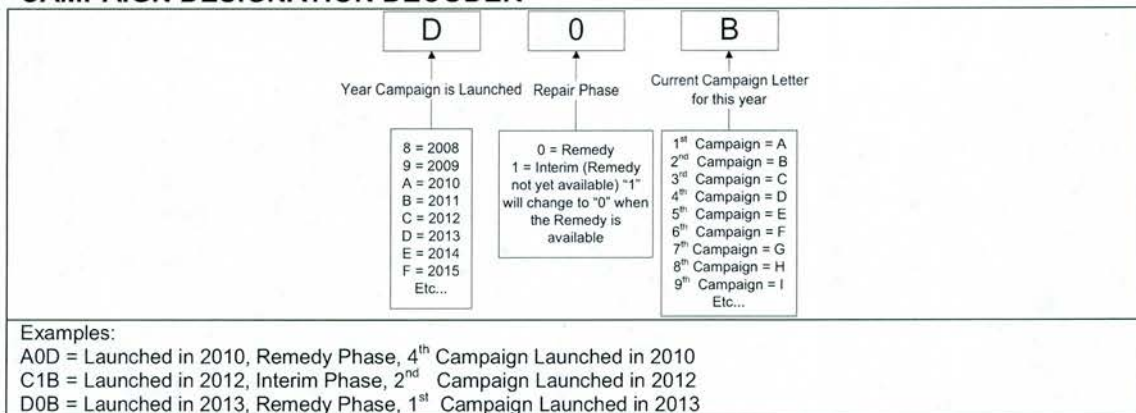 CAMPAIGN DESIGNATION DECODER
D 0 B
Year Campaign is Launched Repair Phase Current Campaign Letter
for this year
8 = 2008
9 = 2009
A = 2010
B = 2011
C = 2012
D = 2013
E = 2014
F = 2015
Etc...
0 = Remedy
1 = Interim (Remedy
not yet available) “1”
will change to “0” when
the Remedy is
available
1st Campaign = A
2nd Campaign = B
3rd Campaign = C
4th Campaign = D
5th Campaign = E
6th Campaign = F
7th Campaign = G
8th Campaign = H
9th Campaign = I
Etc...
Examples:
A0D = Launched in 2010, Remedy Phase, 4th Campaign Launched in 2010
C1B = Launched in 2012, Interim Phase, 2nd Campaign Launched in 2012
D0B = Launched in 2013, Remedy Phase, 1st Campaign Launched in 2013